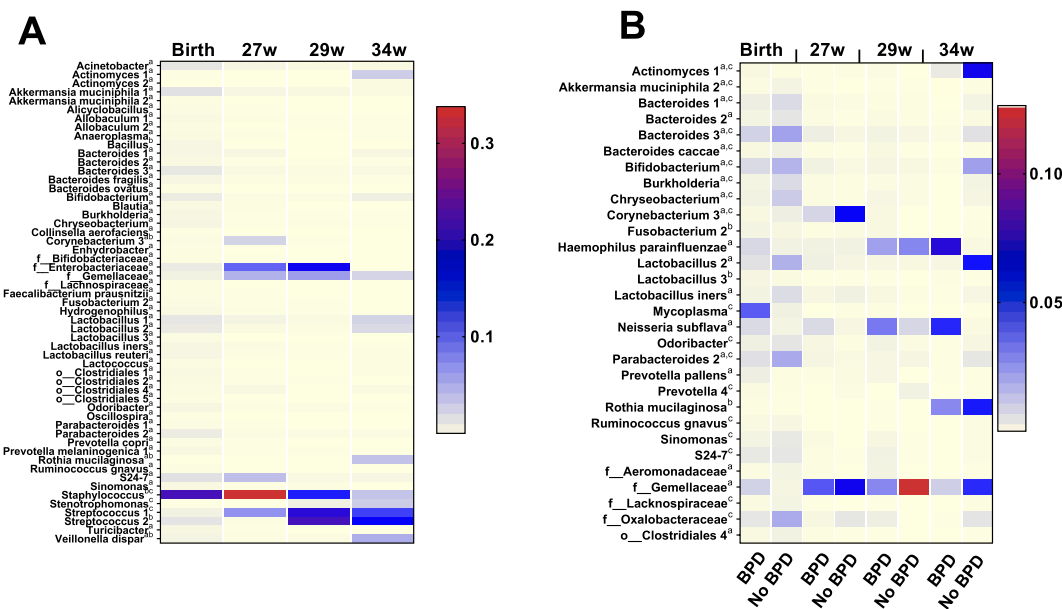 A
Birth 27w 29w 34w
Acinetobacter a
Actinomyces 1 a
Actinomyces 2 a
Akkermansia muciniphila 1 a
Akkermansia muciniphila 2 a
Alicyclobacillus a
Allobaculum 1 a
Allobaculum 2 a
Anaeroplasma a
Bacillus b
Bacteroides 1 a
Bacteroides 2 a
Bacteroides 3 a
Bacteroides fragilis a
Bacteroides ovatus a
Bifidobacterium a
Blautia a
Burkholderia a
Chryseobacterium a
Collinsella aerofaciens a
Corynebacterium 3 ab
Enhydrobacter a
f__Bifidobacteriaceae a
f__Enterobacteriaceae a
f__Gemellaceae a
f__Lachnospiraceae a
Faecalibacterium prausnitzii a
Fusobacterium 2 a
Hydrogenophilus a
Lactobacillus 1 a
Lactobacillus 2 a
Lactobacillus 3 a
Lactobacillus iners a
Lactobacillus reuteri a
Lactococcus a
o__Clostridiales 1 a
o__Clostridiales 2 a
o__Clostridiales 4 a
o__Clostridiales 5 a
Odoribacter a
Oscillospira a
Parabacteroides 1 a
Parabacteroides 2 a
Prevotella copri a
Prevotella melaninogenica 1 a
Rothia mucilaginosa ab
Ruminococcus gnavus a
S24-7 a
Sinomonas a
Staphylococcus bc
Stenotrophomonas c
Streptococcus 1 c
Streptococcus 2 b
Turicibacter a
Veillonella dispar ab
0.3
0.2
0.1
B
Birth 27w 29w 34w
Actinomyces 1 a,c
Akkermansia muciniphila 2 a,c
Bacteroides 1 a,c
Bacteroides 2 a
Bacteroides 3 a,c
Bacteroides caccae a
Bifidobacterium a,c
Burkholderia a,c
Chryseobacterium a,c
Corynebacterium 3 a,c
Fusobacterium 2 b
Haemophilus parainfluenzae a
Lactobacillus 2 a
Lactobacillus 3 b
Lactobacillus iners a
Mycoplasma c
Neisseria subflava a
Odoribacter c
Parabacteroides 2 a,c
Prevotella pallens a
Prevotella 4 c
Rothia mucilaginosa b
Ruminococcus gnavus c
Sinomonas c
S24-7 c
f__Aeromonadaceae a
f__Gemellaceae a
f__Lacknospiraceae c
f__Oxalobacteraceae c
o__Clostridiales 4 a
BPD No BPD BPD No BPD BPD No BPD BPD No BPD
0.10
0.05